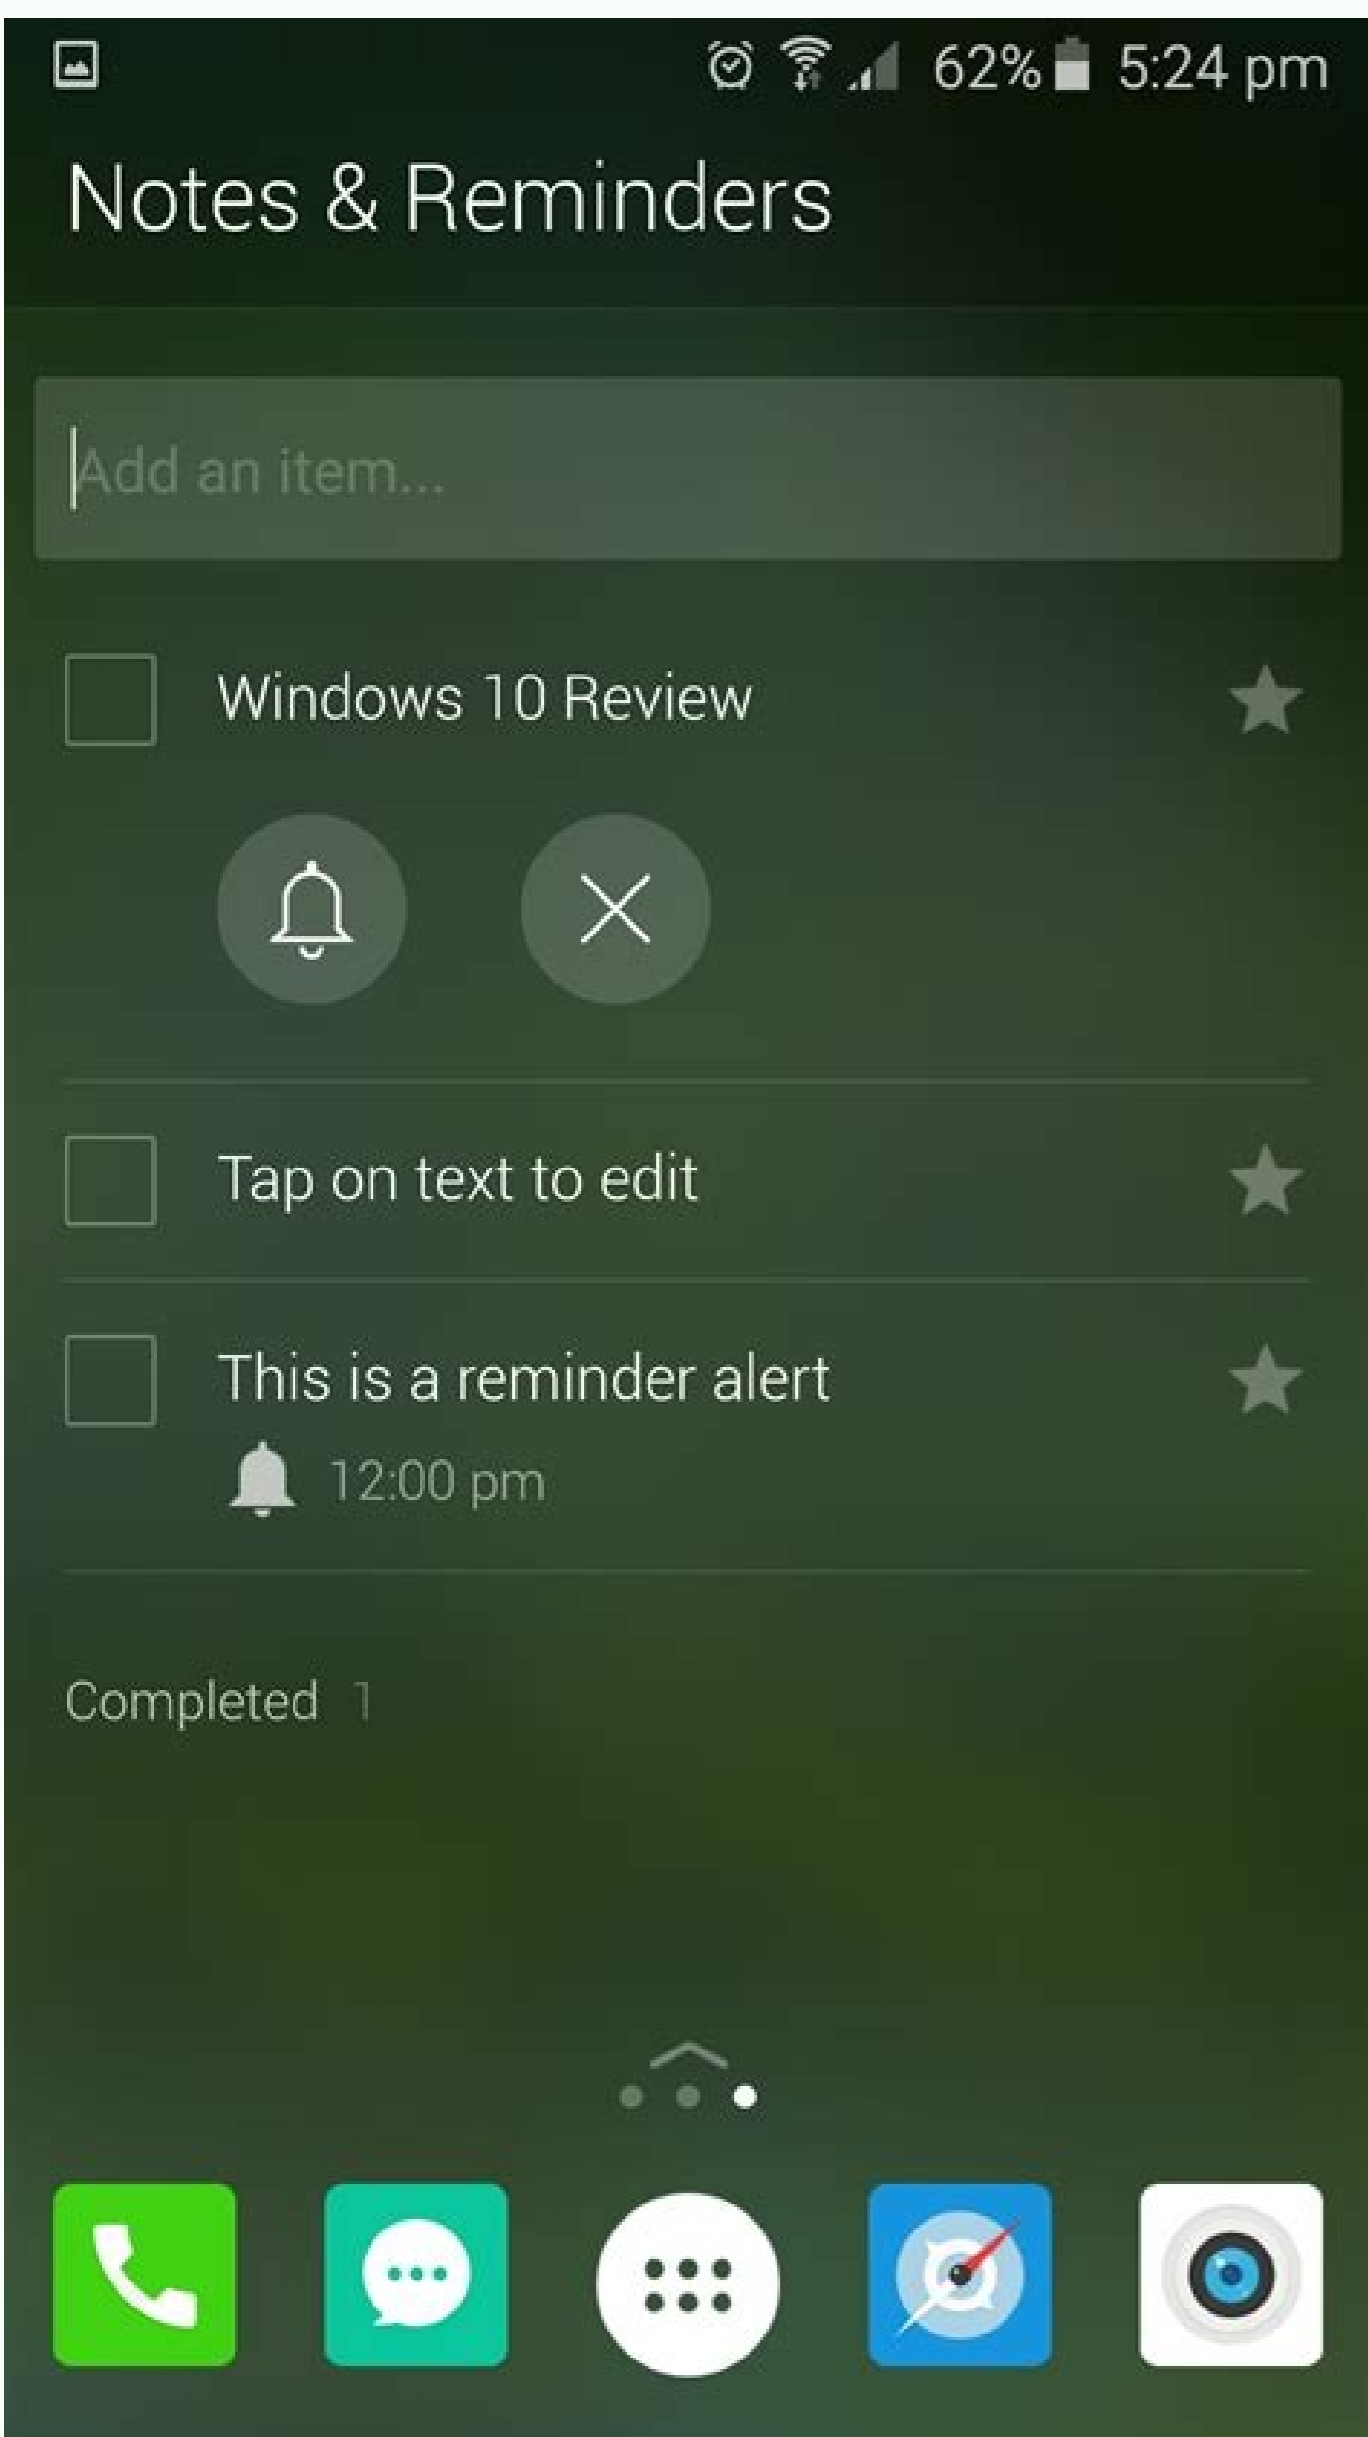 62% 5:24 pm
Notes & Reminders
Add an item...
Windows 10 Review
Tap on text to edit
This is a reminder alert
12:00 pm
Completed 1